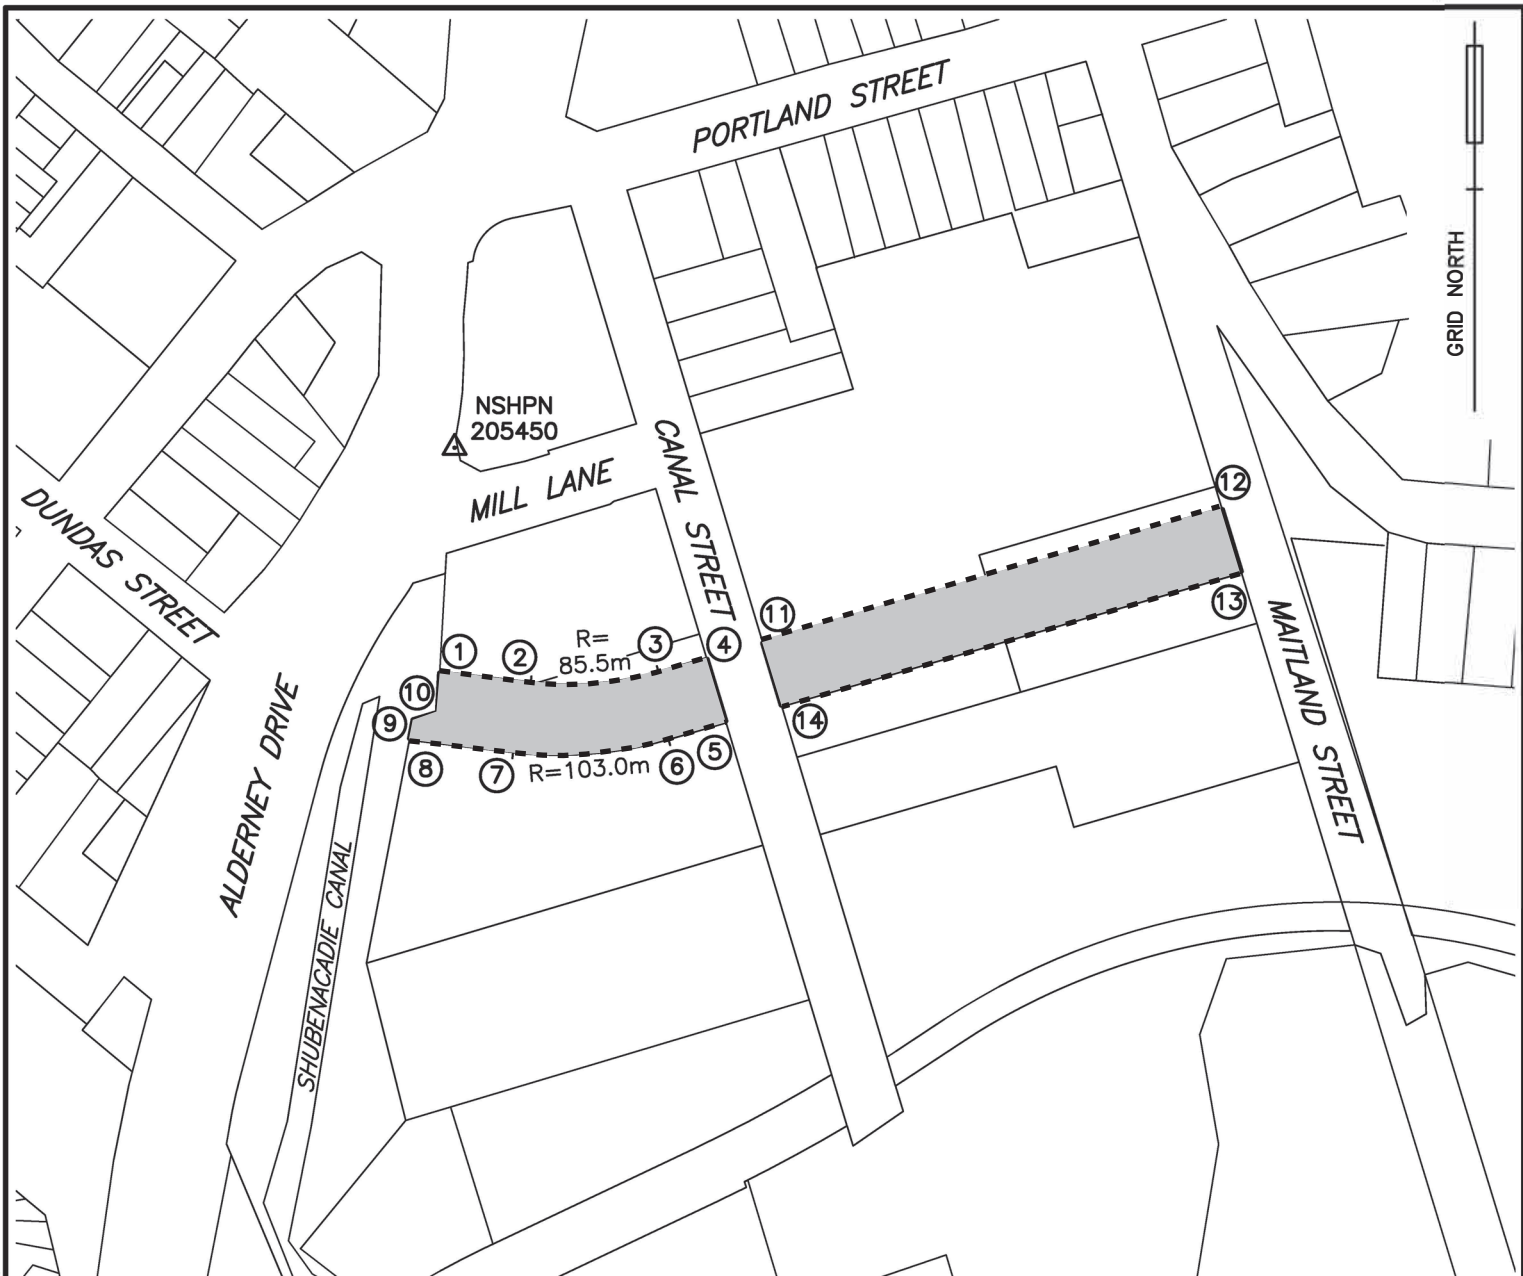 PORTLAND STREET
GRID NORTH
NSHPN
205450
MILL LANE
CANAL STREET
DUNDAS STREET
12
11
13
1
2
R=
85.5m
3
4
10
9
14
8
7
R=103.0m
6
5
MAITLAND STREET
ALDERNEY DRIVE
SHUBENACADIE CANAL